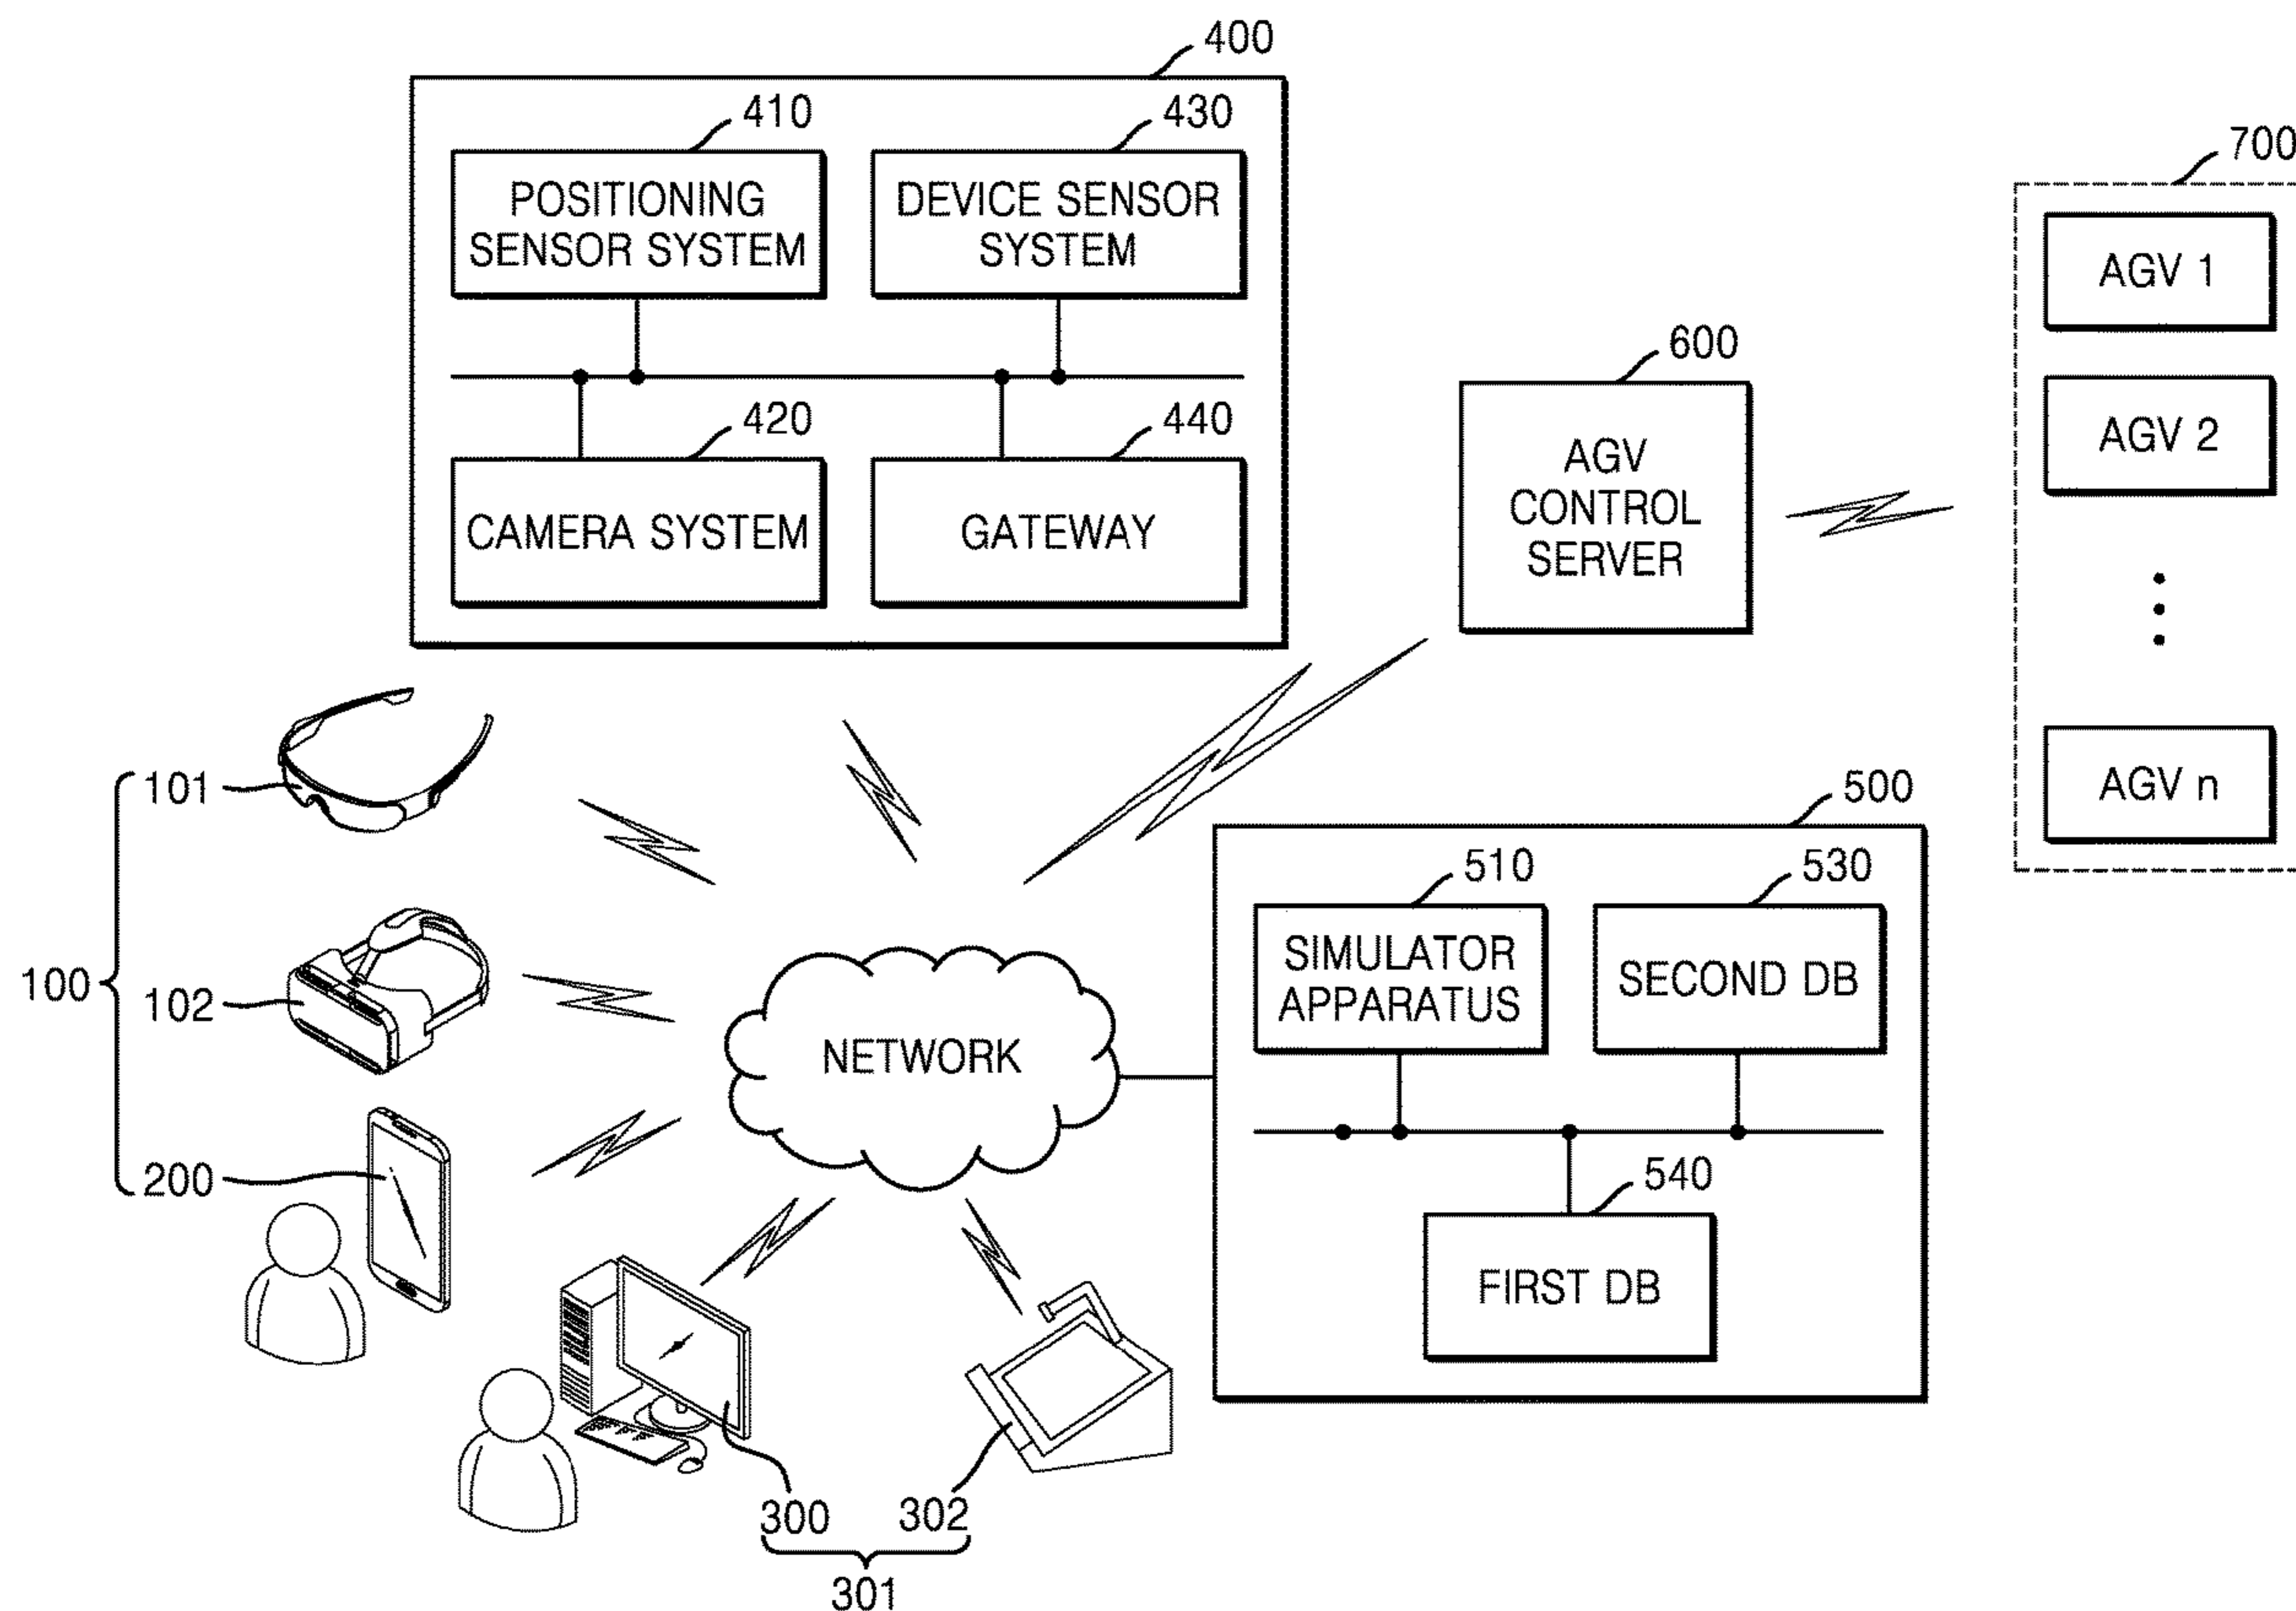 400
410
430
POSITIONING
SENSOR SYSTEM
DEVICE SENSOR
SYSTEM
420
440
CAMERA SYSTEM
GATEWAY
600
AGV
CONTROL
SERVER
700
AGV 1
AGV 2
AGV n
101
100
102
200
NETWORK
500
510
530
SIMULATOR
APPARATUS
SECOND DB
540
FIRST DB
300
302
301